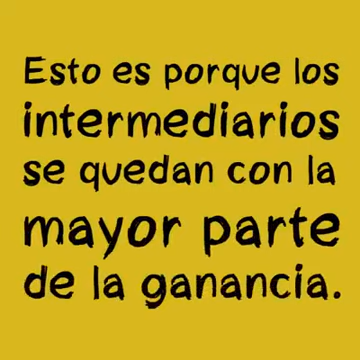 Esto es porque los
intermediarios
se quedan con la
mayor parte
de la ganancia.